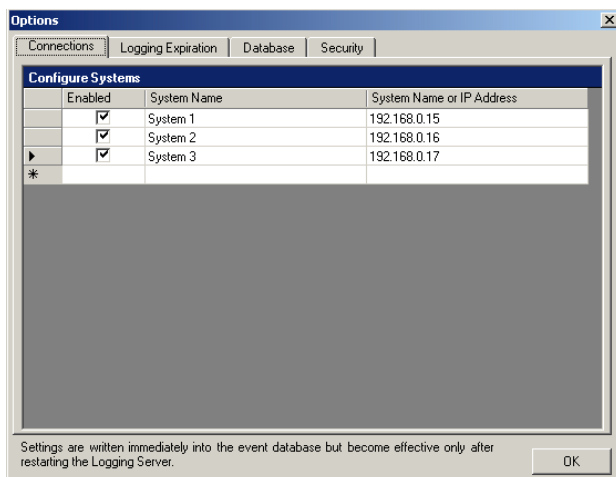 Options
Connections Logging Expiration Database Security
Configure Systems
Enabled System Name System Name or IP Address
System 1 192.168.0.15
System 2 192.168.0.16
System 3 192.168.0.17
Settings are written immediately into the event database but become effective only after
restarting the Logging Server.
OK